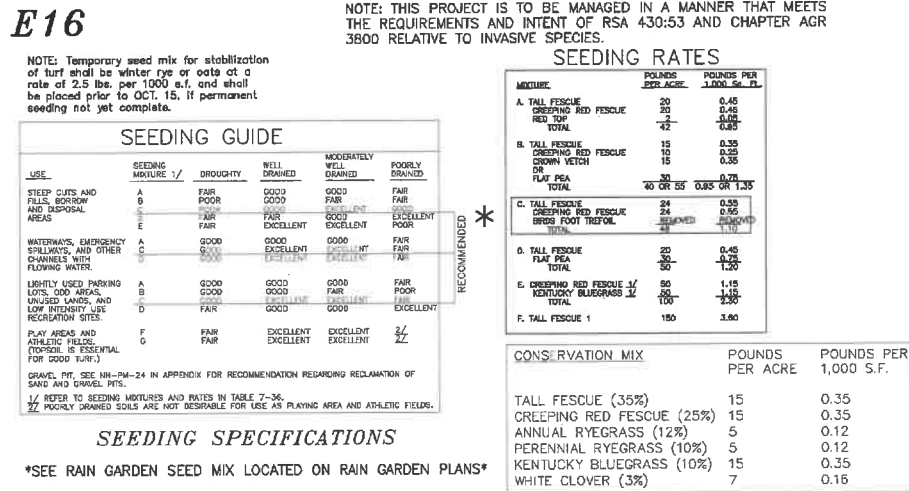 E16
NOTE: THIS PROJECT IS TO BE MANAGED IN A MANNER THAT MEETS
THE REQUIREMENTS AND INTENT OF RSA 430:53 AND CHAPTER AGR
3800 RELATIVE TO INVASIVE SPECIES.
NOTE: Temporary seed mix for stabilization
of turf shall be winter rye or oats at a
rate of 2.5 lbs. per 1000 s.f. and shall
be placed prior to OCT. 15, if permanent
seeding not yet complete.
SEEDING GUIDE
USE SEEDING MIXTURE 1/ DROUGHTY WELL DRAINED MODERATELY WELL DRAINED POORLY DRAINED
STEEP CUTS AND A FAIR GOOD GOOD FAIR
FILLS, BORROW B POOR GOOD FAIR FAIR
AND DISPOSAL
AREAS FAIR FAIR GOOD EXCELLENT
E FAIR EXCELLENT EXCELLENT POOR
WATERWAYS, EMERGENCY A GOOD GOOD GOOD FAIR
SPILLWAYS, AND OTHER C GOOD EXCELLENT EXCELLENT FAIR
CHANNELS WITH
FLOWING WATER.
LIGHTLY USED PARKING A GOOD GOOD GOOD FAIR
LOTS, ODD AREAS, B GOOD GOOD FAIR POOR
UNUSED LANDS, AND C GOOD EXCELLENT EXCELLENT FAIR
LOW INTENSITY USE D FAIR GOOD GOOD EXCELLENT
RECREATION SITES.
PLAY AREAS AND F FAIR EXCELLENT EXCELLENT 2/
ATHLETIC FIELDS. G FAIR EXCELLENT EXCELLENT 2/
(TOPSOIL IS ESSENTIAL
FOR GOOD TURF.)
GRAVEL PIT, SEE NH-PM-24 IN APPENDIX FOR RECOMMENDATION REGARDING RECLAMATION OF
SAND AND GRAVEL PITS.
1/ REFER TO SEEDING MIXTURES AND RATES IN TABLE 7-36.
2/ POORLY DRAINED SOILS ARE NOT DESIRABLE FOR USE AS PLAYING AREA AND ATHLETIC FIELDS.
RECOMMENDED
*
SEEDING RATES
MIXTURE POUNDS PER ACRE POUNDS PER 1,000 Sq. Ft.
A. TALL FESCUE 20 0.45
CREEPING RED FESCUE 20 0.45
RED TOP 2 0.05
TOTAL 42 0.95
B. TALL FESCUE 15 0.35
CREEPING RED FESCUE 10 0.25
CROWN VETCH 15 0.35
OR
FLAT PEA 30 0.75
TOTAL 40 OR 55 0.95 OR 1.35
C. TALL FESCUE 24 0.55
CREEPING RED FESCUE 24 0.55
BIRDS FOOT TREFOIL REMOVED REMOVED
TOTAL 48 1.10
D. TALL FESCUE 20 0.45
FLAT PEA 30 0.75
TOTAL 50 1.20
E. CREEPING RED FESCUE 1/ 50 1.15
KENTUCKY BLUEGRASS 1/ 50 1.15
TOTAL 100 2.30
F. TALL FESCUE 1 150 3.60
CONSERVATION MIX POUNDS PER ACRE POUNDS PER 1,000 S.F.
TALL FESCUE (35%) 15 0.35
CREEPING RED FESCUE (25%) 15 0.35
ANNUAL RYEGRASS (12%) 5 0.12
PERENNIAL RYEGRASS (10%) 5 0.12
KENTUCKY BLUEGRASS (10%) 15 0.35
WHITE CLOVER (3%) 7 0.16
SEEDING SPECIFICATIONS
*SEE RAIN GARDEN SEED MIX LOCATED ON RAIN GARDEN PLANS*